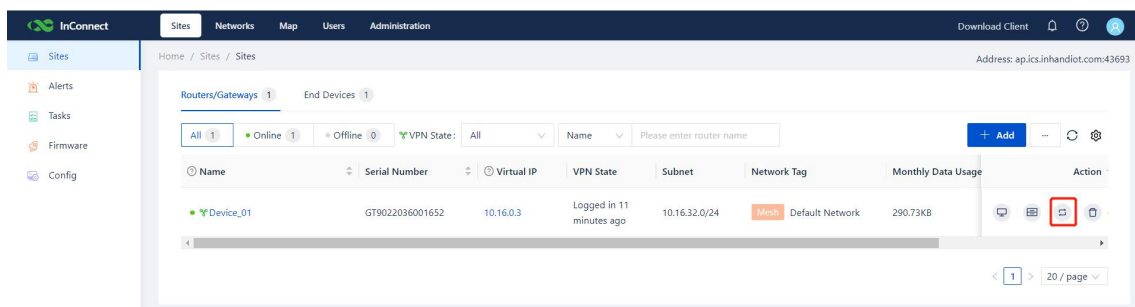 InConnect Sites Networks Map Users Administration Download Client
Sites
Alerts
Tasks
Firmware
Config
Home / Sites / Sites
Address: ap.ics.inhandiot.com:43693
Routers/Gateways 1 End Devices 1
All 1 Online 1 Offline 0 VPN State: All Name Please enter router name + Add ...
Name Serial Number Virtual IP VPN State Subnet Network Tag Monthly Data Usage Action
Device_01 GT9022036001652 10.16.0.3 Logged in 11 minutes ago 10.16.32.0/24 Mesh Default Network 290.73KB
< 1 > 20 / page